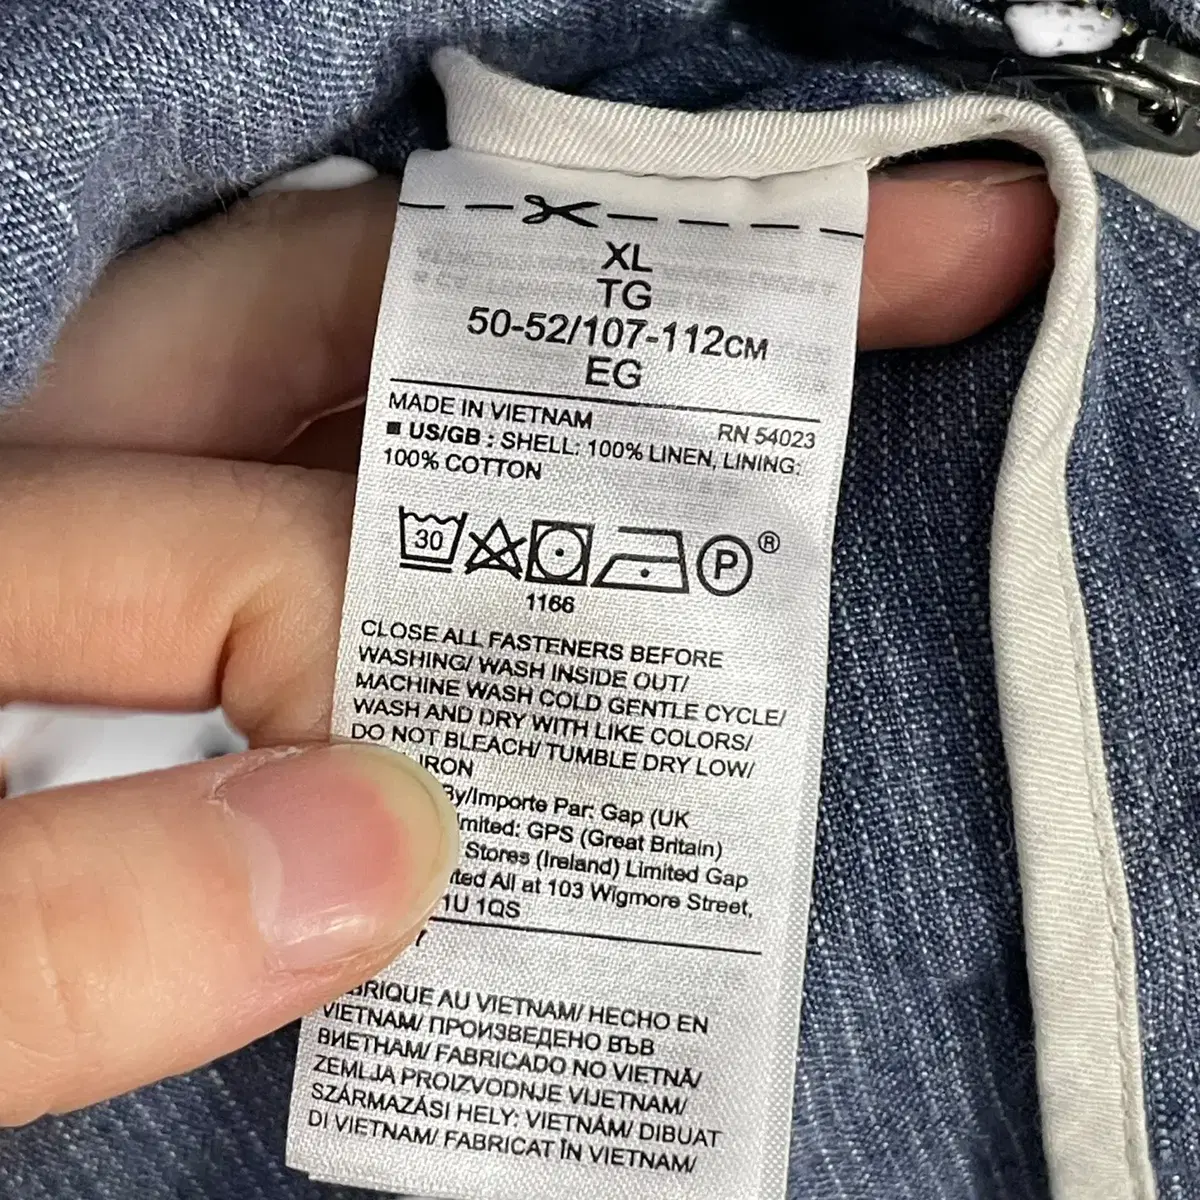 XL
TG
50-52/107-112CM
EG
MADE IN VIETNAM
RN 54023
US/GB : SHELL: 100% LINEN, LINING:
100% COTTON
30
P ®
1166
CLOSE ALL FASTENERS BEFORE
WASHING/ WASH INSIDE OUT/
MACHINE WASH COLD GENTLE CYCLE/
WASH AND DRY WITH LIKE COLORS/
DO NOT BLEACH/ TUMBLE DRY LOW/
IRON
By/Importe Par: Gap (UK
GPS (Great Britain)
Stores (Ireland) Limited Gap
All at 103 Wigmore Street,
1QS
AU VIETNAM/ HECHO EN
VIETNAM/ ПРОИЗВЕДЕНО ВЪВ
ВИЕТНАМ/ FABRICADO NO VIETNÃ/
ZEMLJA PROIZVODNJE VIJETNAM/
SZÁRMAZÁSI HELY: VIETNÁM/ DIBUAT
DI VIETNAM/ FABRICAT ÎN VIETNAM/